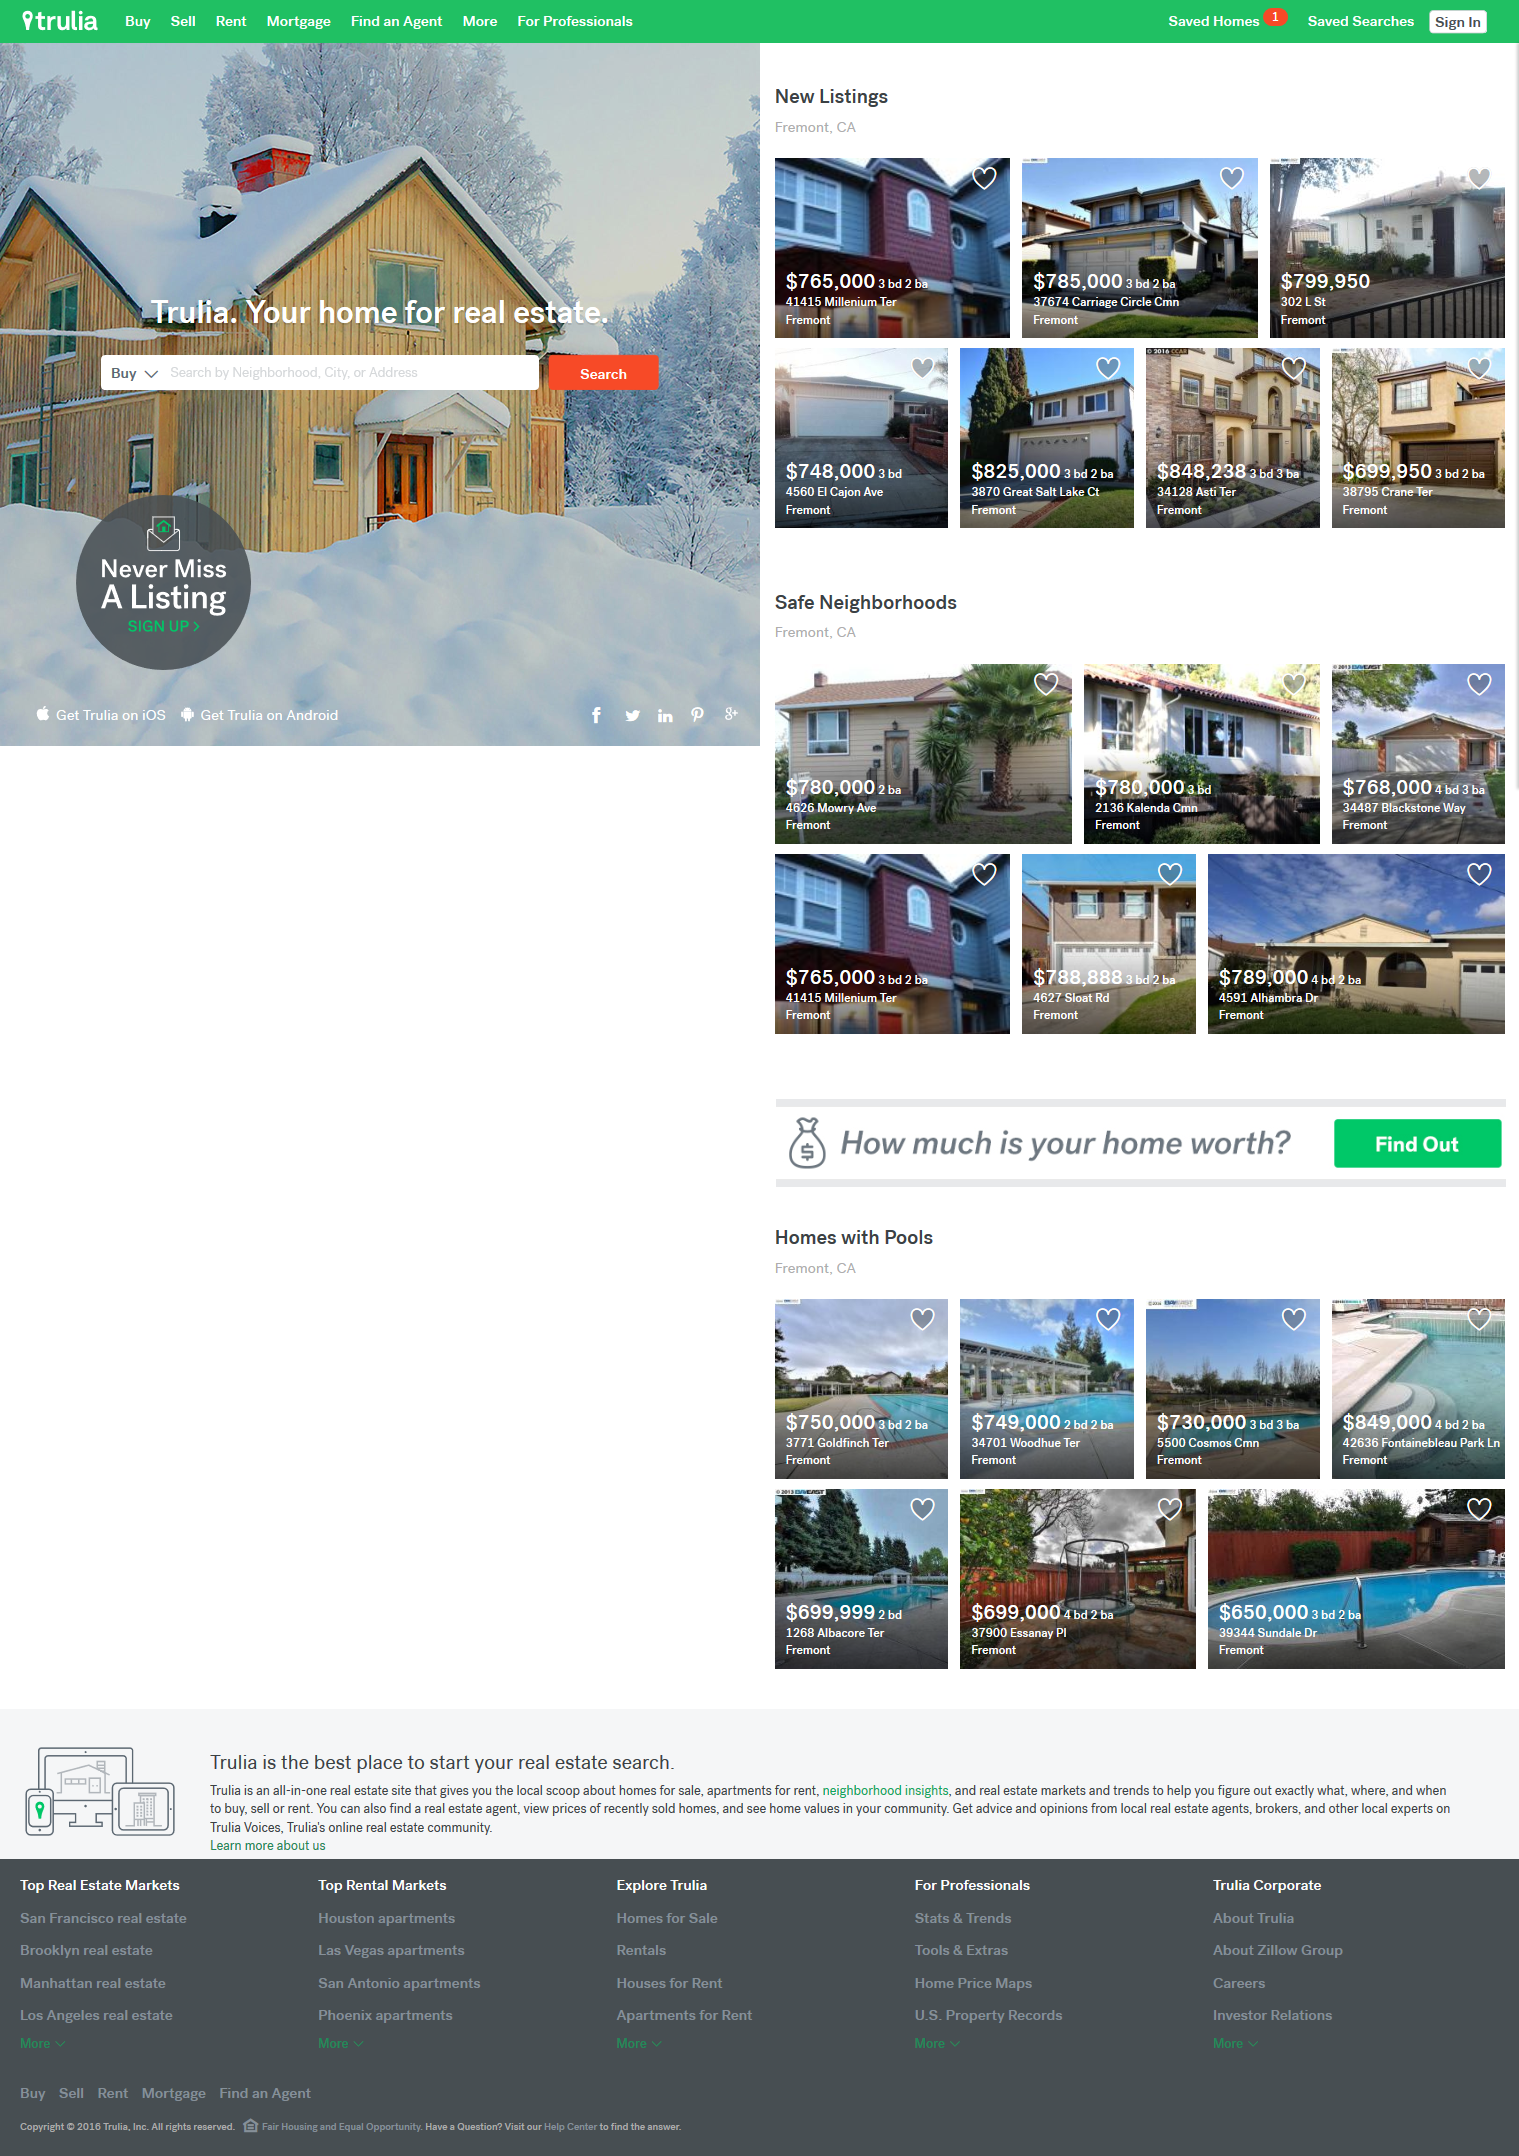 trulia
Buy Sell Rent Mortgage Find an Agent More For Professionals
Saved Homes 1 Saved Searches Sign In
Trulia. Your home for real estate.
Buy Search by Neighborhood, City, or Address Search
Never Miss
A Listing
SIGN UP >
Get Trulia on iOS Get Trulia on Android
New Listings
Fremont, CA
$765,000 3 bd 2 ba
41415 Millenium Ter
Fremont
$785,000 3 bd 2 ba
37674 Carriage Circle Cmn
Fremont
$799,950
302 L St
Fremont
$748,000 3 bd
4560 El Cajon Ave
Fremont
$825,000 3 bd 2 ba
3870 Great Salt Lake Ct
Fremont
© 2016 CCAR
$848,238 3 bd 3 ba
34128 Asti Ter
Fremont
$699,950 3 bd 2 ba
38795 Crane Ter
Fremont
Safe Neighborhoods
Fremont, CA
$780,000 2 ba
4626 Mowry Ave
Fremont
$780,000 3 bd
2136 Kalenda Cmn
Fremont
© 2013 BAYEAST
$768,000 4 bd 3 ba
34487 Blackstone Way
Fremont
$765,000 3 bd 2 ba
41415 Millenium Ter
Fremont
$788,888 3 bd 2 ba
4627 Sloat Rd
Fremont
$789,000 4 bd 2 ba
4591 Alhambra Dr
Fremont
How much is your home worth? Find Out
Homes with Pools
Fremont, CA
$750,000 3 bd 2 ba
3771 Goldfinch Ter
Fremont
$749,000 2 bd 2 ba
34701 Woodhue Ter
Fremont
$730,000 3 bd 3 ba
5500 Cosmos Cmn
Fremont
$849,000 4 bd 2 ba
42636 Fontainebleau Park Ln
Fremont
© 2013 BAYEAST
$699,999 2 bd
1268 Albacore Ter
Fremont
$699,000 4 bd 2 ba
37900 Essanay Pl
Fremont
$650,000 3 bd 2 ba
39344 Sundale Dr
Fremont
Trulia is the best place to start your real estate search.
Trulia is an all-in-one real estate site that gives you the local scoop about homes for sale, apartments for rent, neighborhood insights, and real estate markets and trends to help you figure out exactly what, where, and when
to buy, sell or rent. You can also find a real estate agent, view prices of recently sold homes, and see home values in your community. Get advice and opinions from local real estate agents, brokers, and other local experts on
Trulia Voices, Trulia's online real estate community.
Learn more about us
Top Real Estate Markets
San Francisco real estate
Brooklyn real estate
Manhattan real estate
Los Angeles real estate
More
Top Rental Markets
Houston apartments
Las Vegas apartments
San Antonio apartments
Phoenix apartments
More
Explore Trulia
Homes for Sale
Rentals
Houses for Rent
Apartments for Rent
More
For Professionals
Stats & Trends
Tools & Extras
Home Price Maps
U.S. Property Records
More
Trulia Corporate
About Trulia
About Zillow Group
Careers
Investor Relations
More
Buy Sell Rent Mortgage Find an Agent
Copyright © 2016 Trulia, Inc. All rights reserved. Fair Housing and Equal Opportunity. Have a Question? Visit our Help Center to find the answer.